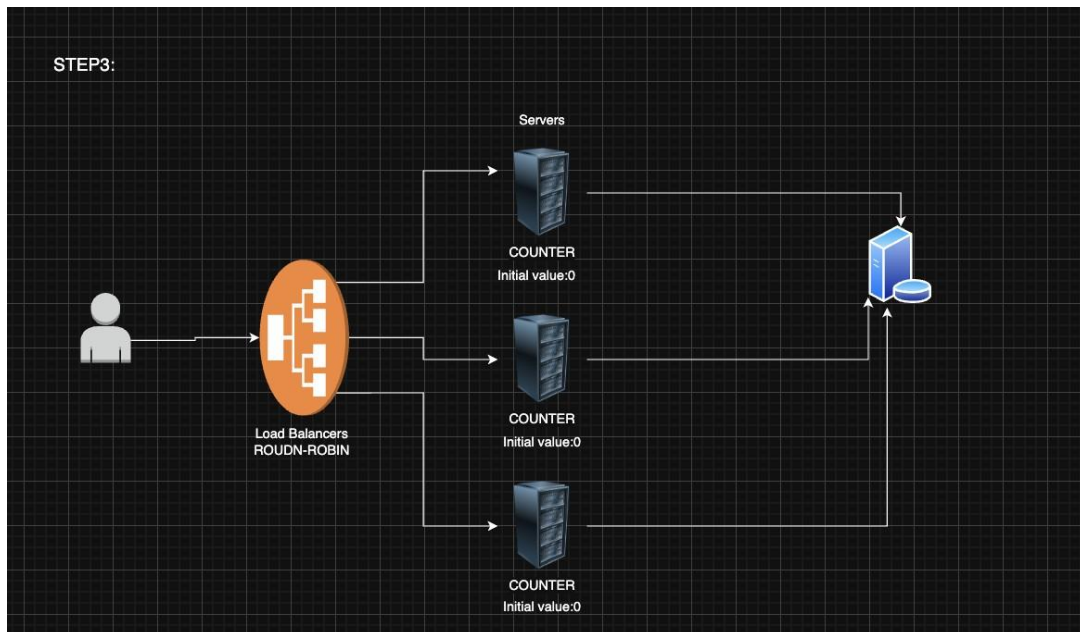 STEP3:
Servers
COUNTER
Initial value:0
Load Balancers
ROUDN-ROBIN
COUNTER
Initial value:0
COUNTER
Initial value:0